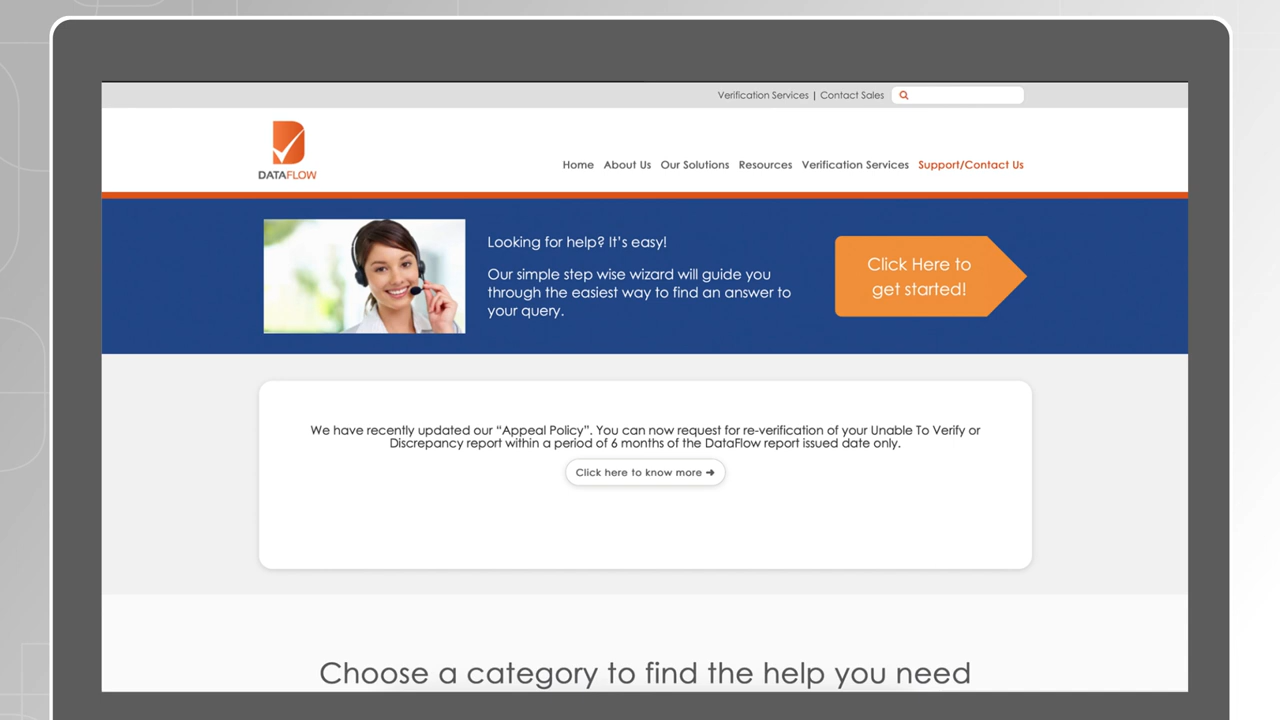 Verification Services | Contact Sales
DATAFLOW
Home About Us Our Solutions Resources Verification Services Support/Contact Us
Looking for help? It's easy!
Our simple step wise wizard will guide you
through the easiest way to find an answer to
your query.
Click Here to
get started!
We have recently updated our “Appeal Policy”. You can now request for re-verification of your Unable To Verify or
Discrepancy report within a period of 6 months of the DataFlow report issued date only.
Click here to know more ➜
Choose a category to find the help you need